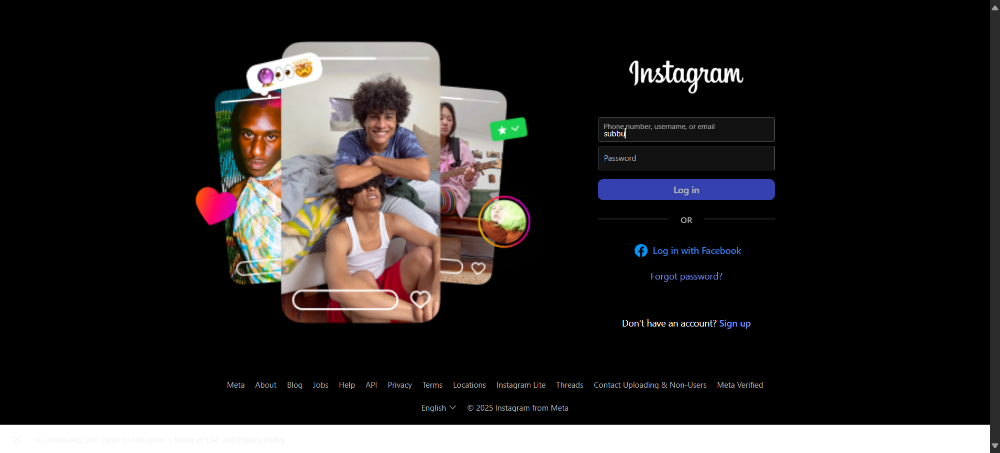 Instagram
Phone number, username, or email
subbu
Password
Log in
OR
Log in with Facebook
Forgot password?
Don't have an account? Sign up
Meta About Blog Jobs Help API Privacy Terms Locations Instagram Lite Threads Contact Uploading & Non-Users Meta Verified
English © 2025 Instagram from Meta
By continuing, you agree to Instagram's Terms of Use and Privacy Policy.